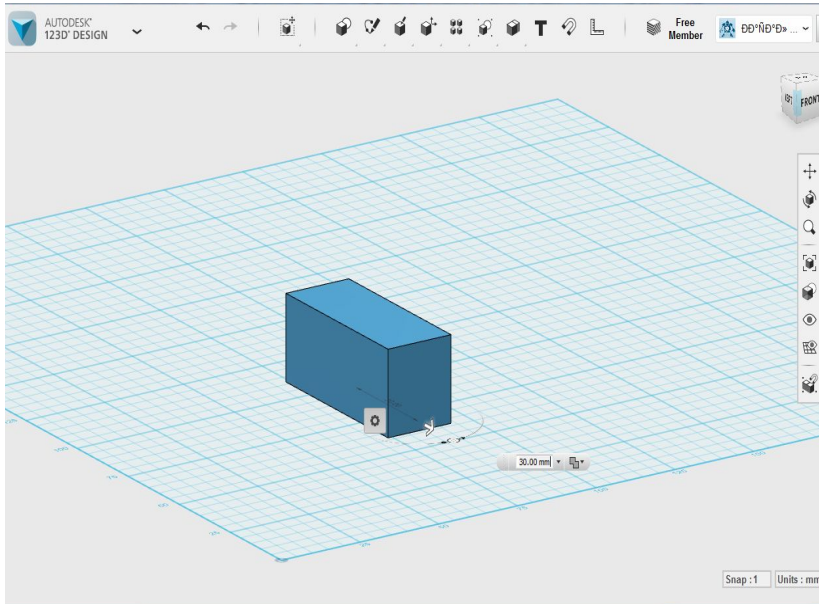 AUTODESK®
123D® DESIGN
Free
Member
ÐÐ°ÑÐ°Ð» ...
FRONT
30.00 mm
Snap : 1
Units : mm